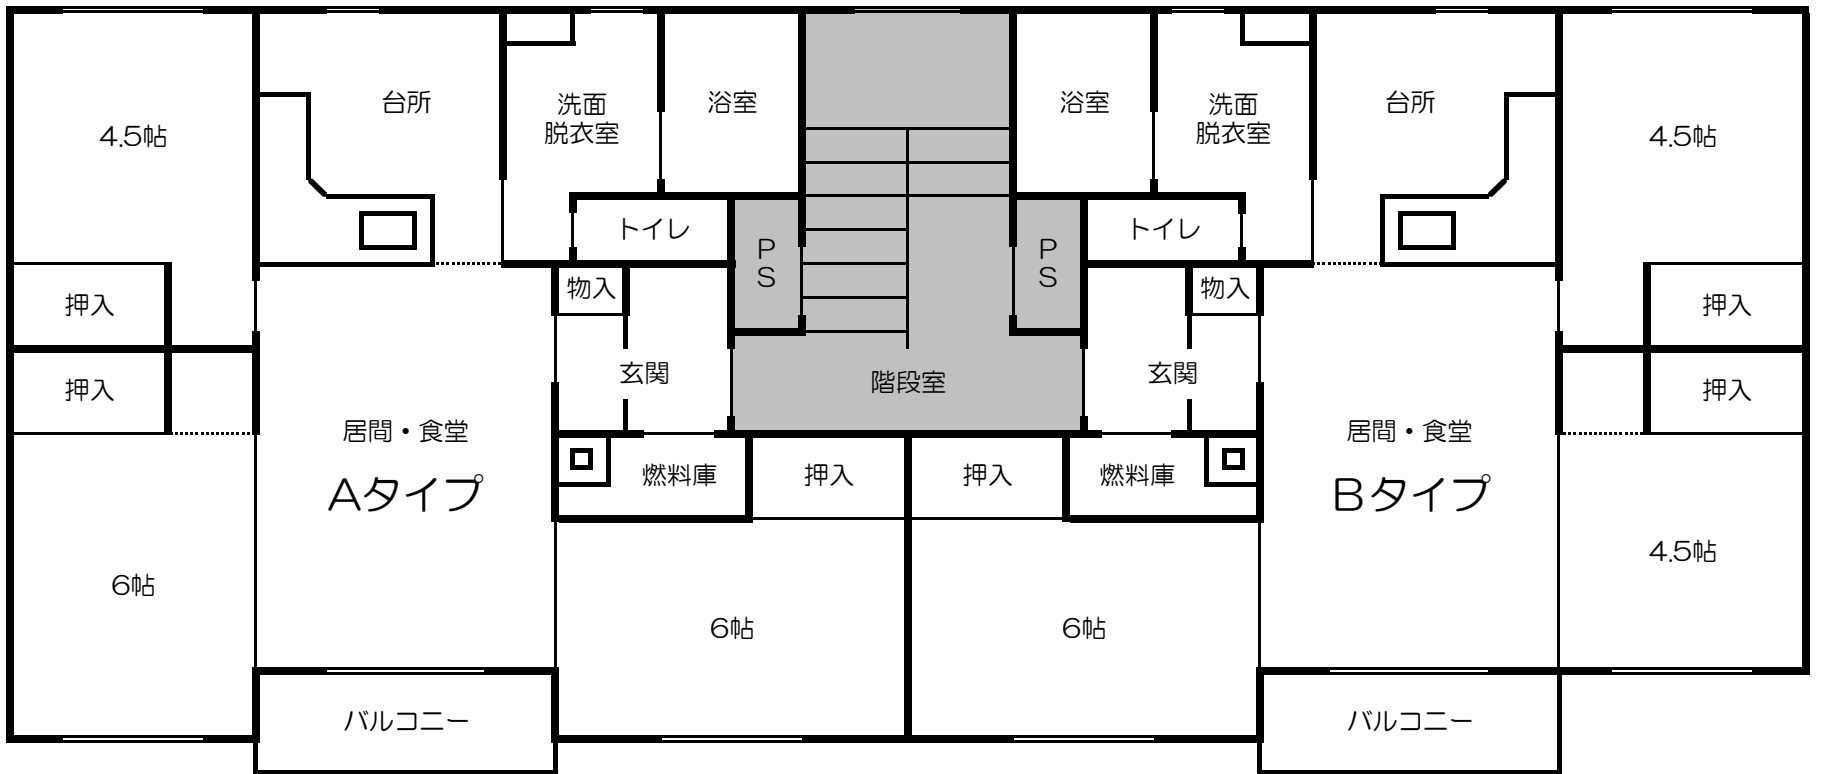 4.5帖
台所
洗面
脱衣室
浴室
浴室
洗面
脱衣室
台所
4.5帖
トイレ
P
S
P
S
トイレ
押入
物入
物入
押入
玄関
階段室
玄関
押入
押入
居間・食堂
居間・食堂
Aタイプ
燃料庫
押入
押入
燃料庫
Bタイプ
6帖
4.5帖
6帖
6帖
バルコニー
バルコニー